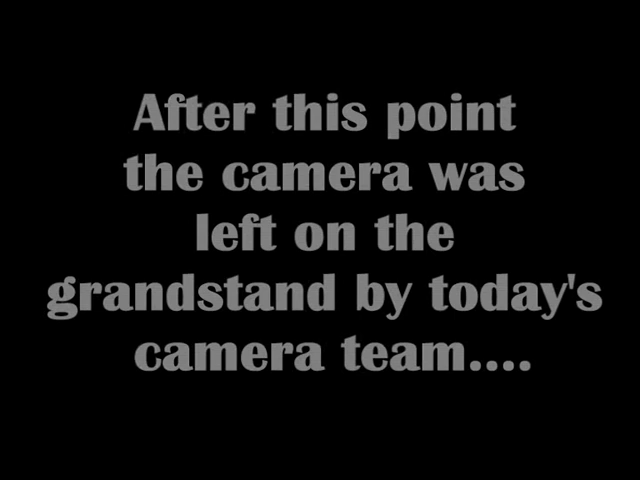 After this point
the camera was
left on the
grandstand by today's
camera team....